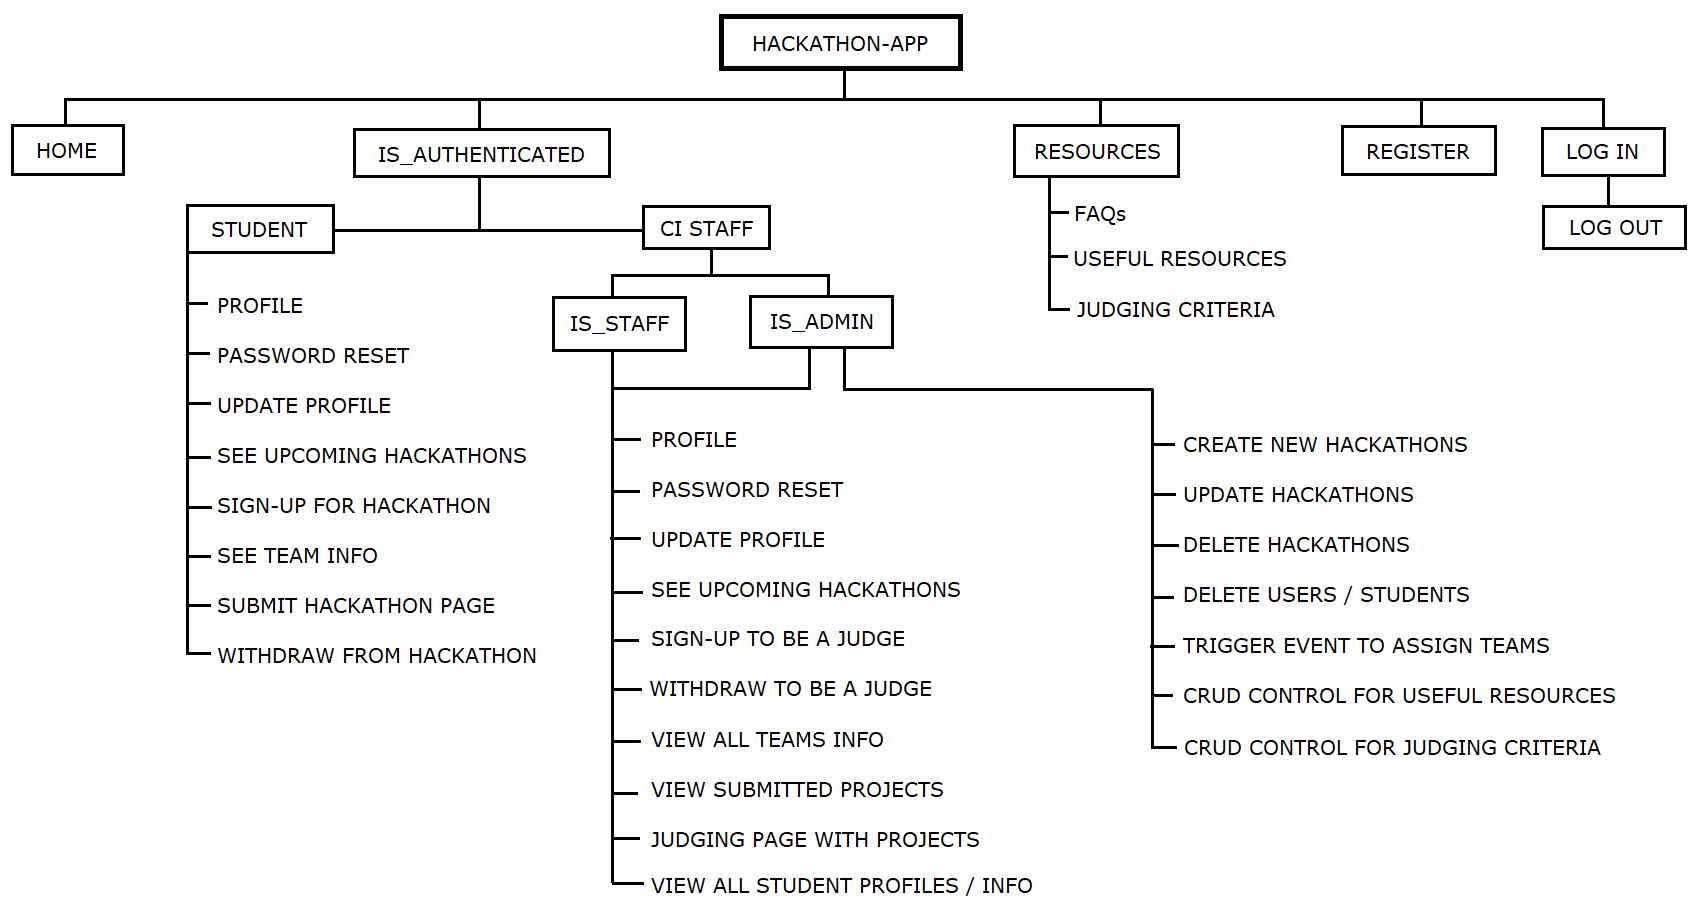 HACKATHON-APP
HOME
IS_AUTHENTICATED
RESOURCES
REGISTER
LOG IN
LOG OUT
STUDENT
CI STAFF
FAQs
USEFUL RESOURCES
JUDGING CRITERIA
IS_STAFF
IS_ADMIN
PROFILE
PASSWORD RESET
UPDATE PROFILE
SEE UPCOMING HACKATHONS
SIGN-UP FOR HACKATHON
SEE TEAM INFO
SUBMIT HACKATHON PAGE
WITHDRAW FROM HACKATHON
PROFILE
PASSWORD RESET
UPDATE PROFILE
SEE UPCOMING HACKATHONS
SIGN-UP TO BE A JUDGE
WITHDRAW TO BE A JUDGE
VIEW ALL TEAMS INFO
VIEW SUBMITTED PROJECTS
JUDGING PAGE WITH PROJECTS
VIEW ALL STUDENT PROFILES / INFO
CREATE NEW HACKATHONS
UPDATE HACKATHONS
DELETE HACKATHONS
DELETE USERS / STUDENTS
TRIGGER EVENT TO ASSIGN TEAMS
CRUD CONTROL FOR USEFUL RESOURCES
CRUD CONTROL FOR JUDGING CRITERIA